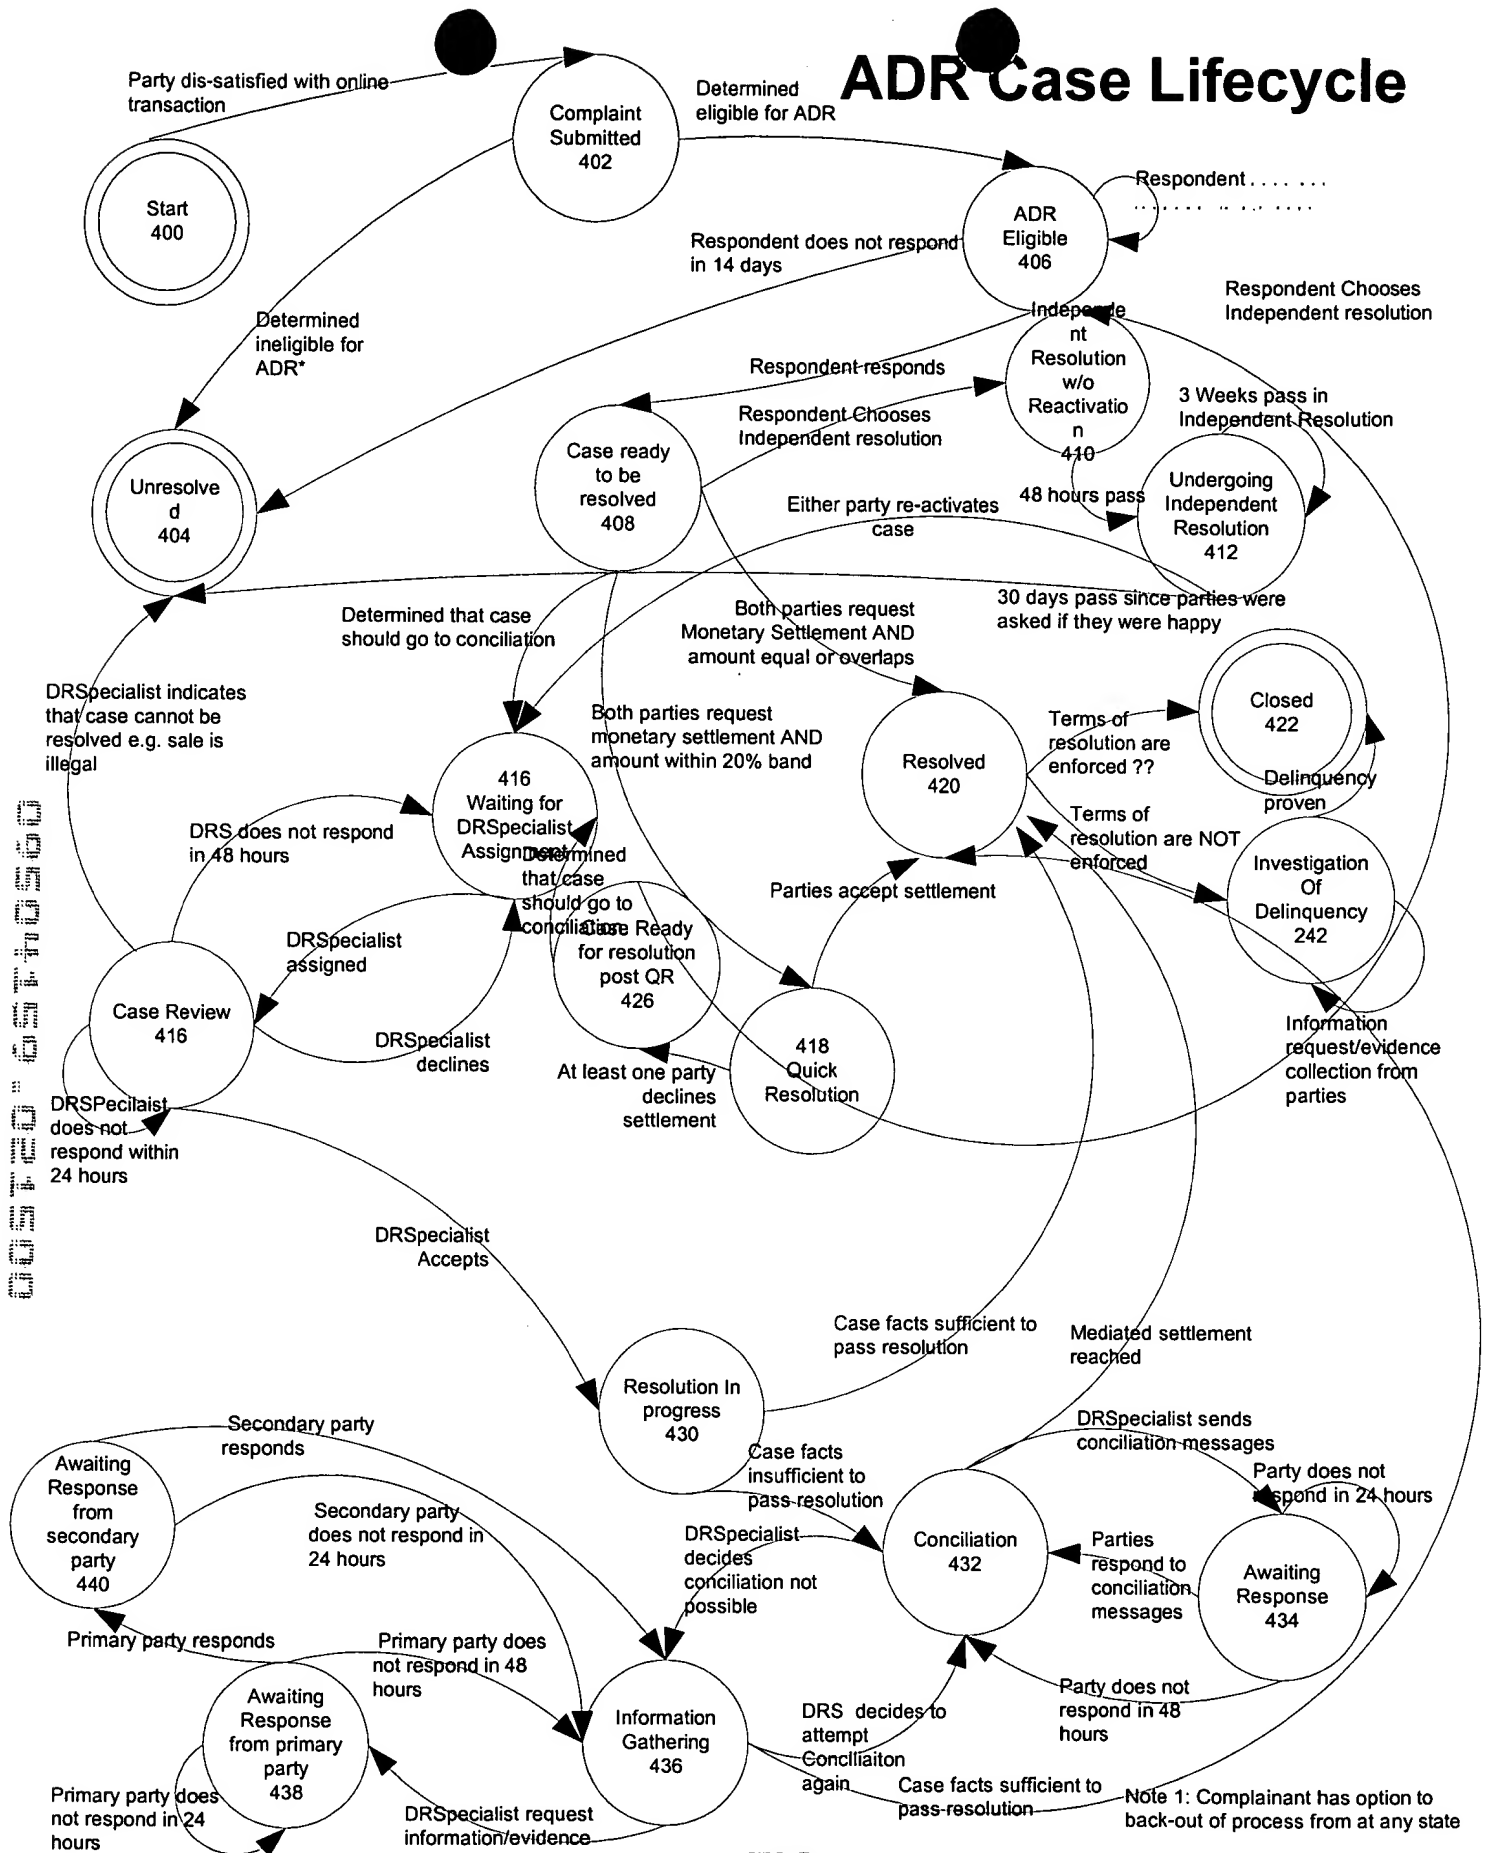 ADR Case Lifecycle
Party dis-satisfied with online
transaction
Complaint
Submitted
402
Determined
eligible for ADR
Start
400
ADR
Eligible
406
Respondent
Respondent does not respond
in 14 days
Respondent Chooses
Independent resolution
Determined
ineligible for
ADR*
Independe
nt
Resolution
w/o
Reactivatio
n
410
Respondent responds
Respondent Chooses
Independent resolution
3 Weeks pass in
Independent Resolution
Unresolve
d
404
Case ready
to be
resolved
408
Undergoing
Independent
Resolution
412
48 hours pass
Either party re-activates
case
Determined that case
should go to conciliation
Both parties request
Monetary Settlement AND
amount equal or overlaps
30 days pass since parties were
asked if they were happy
DRSpecialist indicates
that case cannot be
resolved e.g. sale is
illegal
Both parties request
monetary settlement AND
amount within 20% band
Resolved
420
Terms of
resolution are
enforced ??
Closed
422
Delinquency
proven
416
Waiting for
DRSpecialist
Assignment
DRS does not respond
in 48 hours
Determined
that case
should go to
conciliation
Terms of
resolution are NOT
enforced
Investigation
Of
Delinquency
242
Parties accept settlement
Case Ready
for resolution
post QR
426
DRSpecialist
assigned
Case Review
416
DRSpecialist
declines
418
Quick
Resolution
At least one party
declines
settlement
Information
request/evidence
collection from
parties
DRSPecilaist
does not
respond within
24 hours
DRSpecialist
Accepts
Case facts sufficient to
pass resolution
Mediated settlement
reached
Resolution In
progress
430
Secondary party
responds
DRSpecialist sends
conciliation messages
Awaiting
Response
from
secondary
party
440
Case facts
insufficient to
pass resolution
Party does not
respond in 24 hours
Secondary party
does not respond in
24 hours
DRSpecialist
decides
conciliation not
possible
Conciliation
432
Parties
respond to
conciliation
messages
Awaiting
Response
434
Primary party responds
Primary party does
not respond in 48
hours
Awaiting
Response
from primary
party
438
Information
Gathering
436
DRS decides to
attempt
Concliiaiton
again
Party does not
respond in 48
hours
Primary party does
not respond in 24
hours
DRSpecialist request
information/evidence
Case facts sufficient to
pass resolution
Note 1: Complainant has option to
back-out of process from at any state